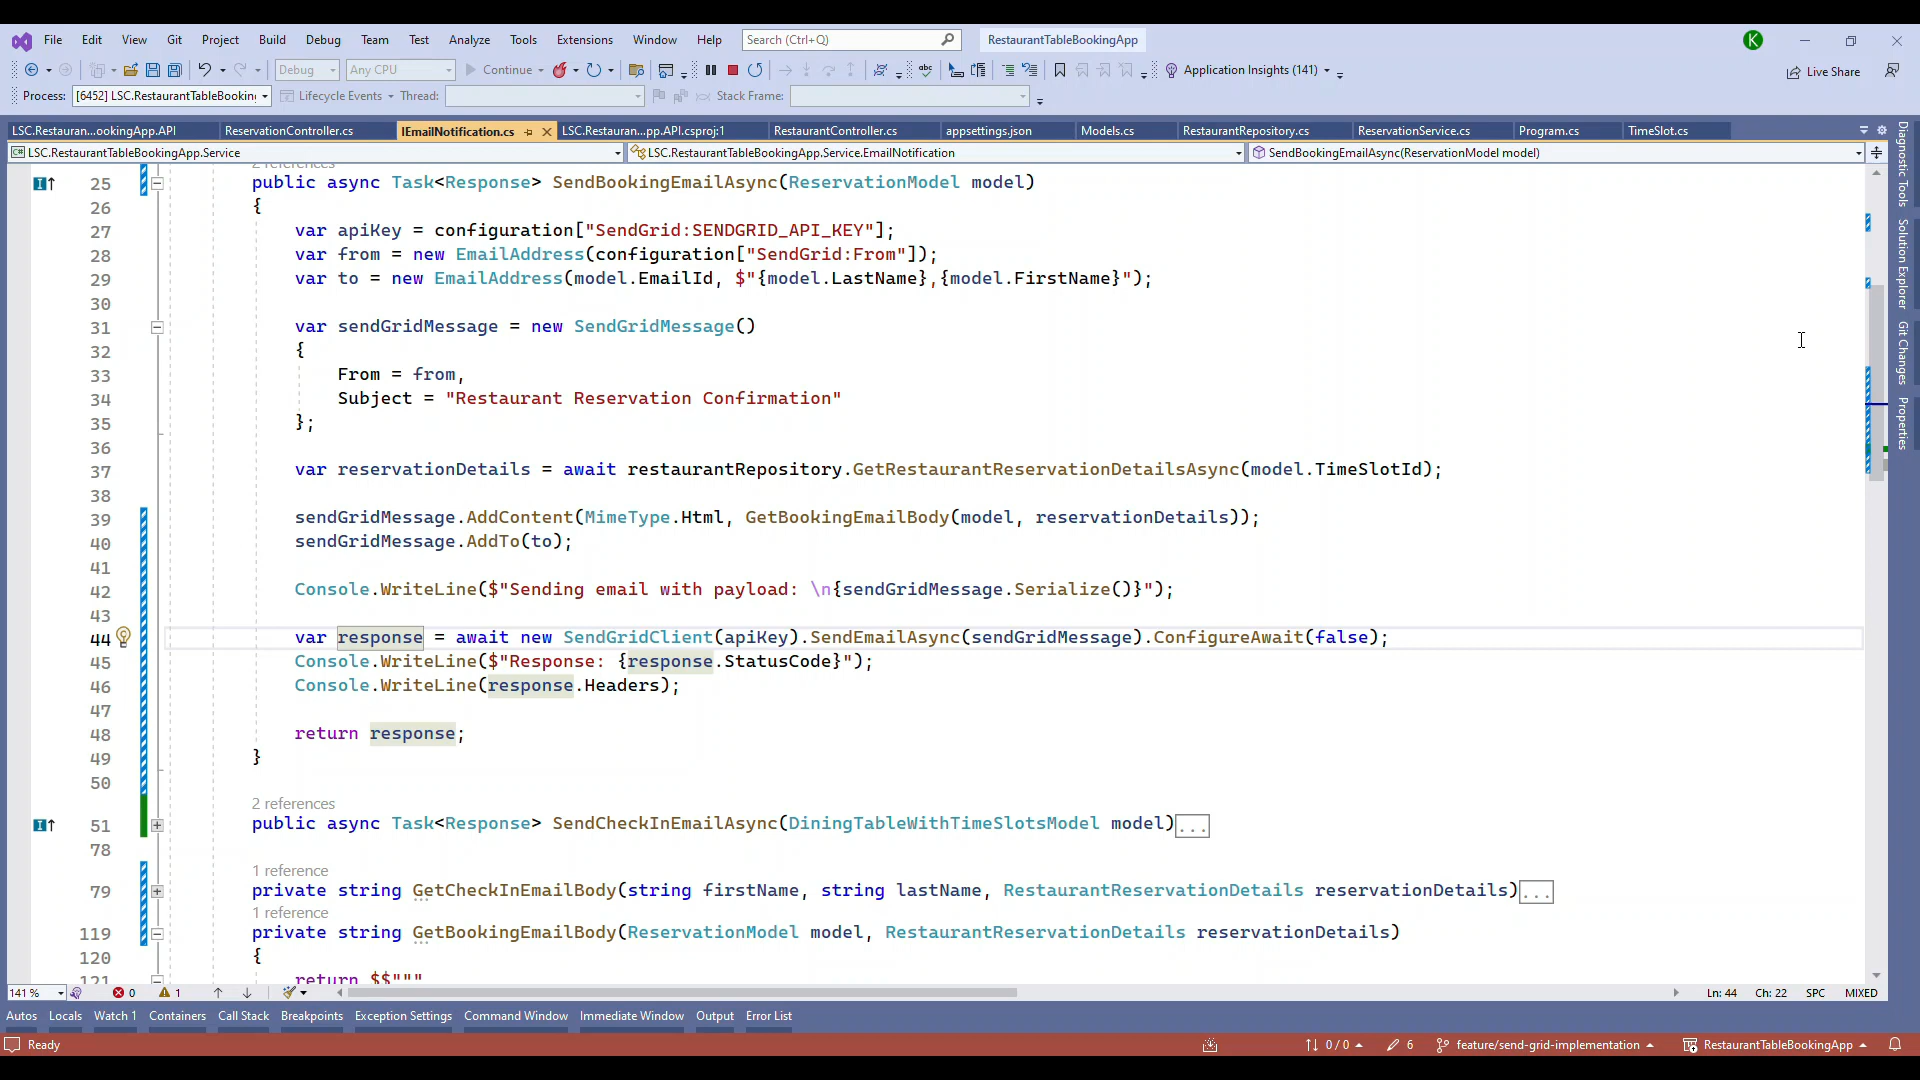 File Edit View Git Project Build Debug Team Test Analyze Tools Extensions Window Help Search (Ctrl+Q) RestaurantTableBookingApp K
Debug Any CPU Continue Application Insights (141) Live Share
Process: [6452] LSC.RestaurantTableBooking Lifecycle Events Thread: Stack Frame:
LSC.Restauran...ookingApp.API ReservationController.cs IEmailNotification.cs LSC.Restauran...pp.API.csproj:1 RestaurantController.cs appsettings.json Models.cs RestaurantRepository.cs ReservationService.cs Program.cs TimeSlot.cs
LSC.RestaurantTableBookingApp.Service LSC.RestaurantTableBookingApp.Service.EmailNotification SendBookingEmailAsync(ReservationModel model)
2 references
25 public async Task<Response> SendBookingEmailAsync(ReservationModel model)
26 {
27 var apiKey = configuration["SendGrid:SENDGRID_API_KEY"];
28 var from = new EmailAddress(configuration["SendGrid:From"]);
29 var to = new EmailAddress(model.EmailId, $"{model.LastName},{model.FirstName}");
30
31 var sendGridMessage = new SendGridMessage()
32 {
33 From = from,
34 Subject = "Restaurant Reservation Confirmation"
35 };
36
37 var reservationDetails = await restaurantRepository.GetRestaurantReservationDetailsAsync(model.TimeSlotId);
38
39 sendGridMessage.AddContent(MimeType.Html, GetBookingEmailBody(model, reservationDetails));
40 sendGridMessage.AddTo(to);
41
42 Console.WriteLine($"Sending email with payload: \n{sendGridMessage.Serialize()}");
43
44 var response = await new SendGridClient(apiKey).SendEmailAsync(sendGridMessage).ConfigureAwait(false);
45 Console.WriteLine($"Response: {response.StatusCode}");
46 Console.WriteLine(response.Headers);
47
48 return response;
49 }
50
2 references
51 public async Task<Response> SendCheckInEmailAsync(DiningTableWithTimeSlotsModel model)...
78
1 reference
79 private string GetCheckInEmailBody(string firstName, string lastName, RestaurantReservationDetails reservationDetails)...
1 reference
119 private string GetBookingEmailBody(ReservationModel model, RestaurantReservationDetails reservationDetails)
120 {
121 return $$"""
141 % 0 1 Ln: 44 Ch: 22 SPC MIXED
Autos Locals Watch 1 Containers Call Stack Breakpoints Exception Settings Command Window Immediate Window Output Error List
Ready 0 / 0 6 feature/send-grid-implementation RestaurantTableBookingApp
Diagnostic Tools
Solution Explorer
Git Changes
Properties